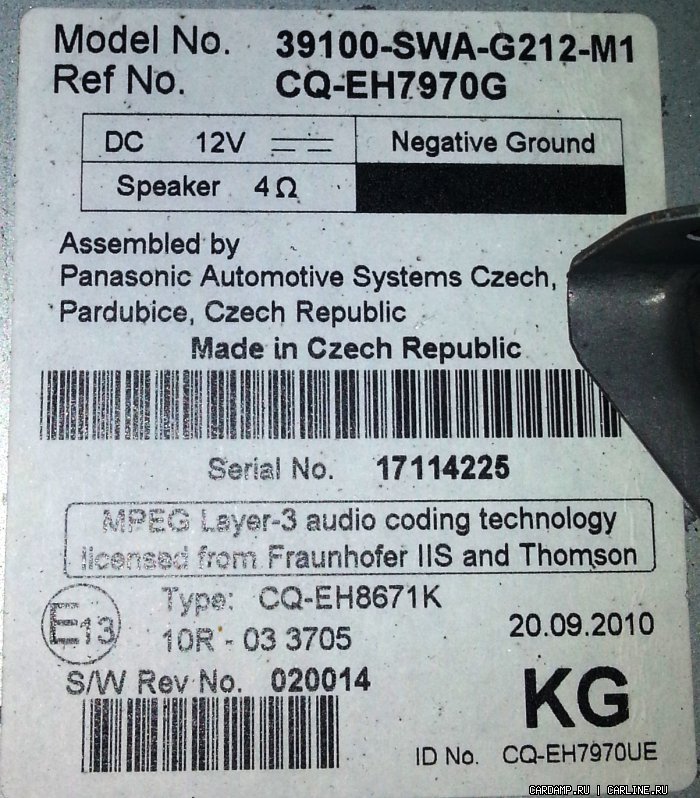 Model No. 39100-SWA-G212-M1
Ref No. CQ-EH7970G
DC 12V Negative Ground
Speaker 4Ω
Assembled by
Panasonic Automotive Systems Czech,
Pardubice, Czech Republic
Made in Czech Republic
Serial No. 17114225
MPEG Layer-3 audio coding technology
licensed from Fraunhofer IIS and Thomson
E13 Type: CQ-EH8671K
10R - 03 3705
20.09.2010
S/W Rev No. 020014
KG
ID No. CQ-EH7970UE
CARDAMP.RU | CARLINE.RU